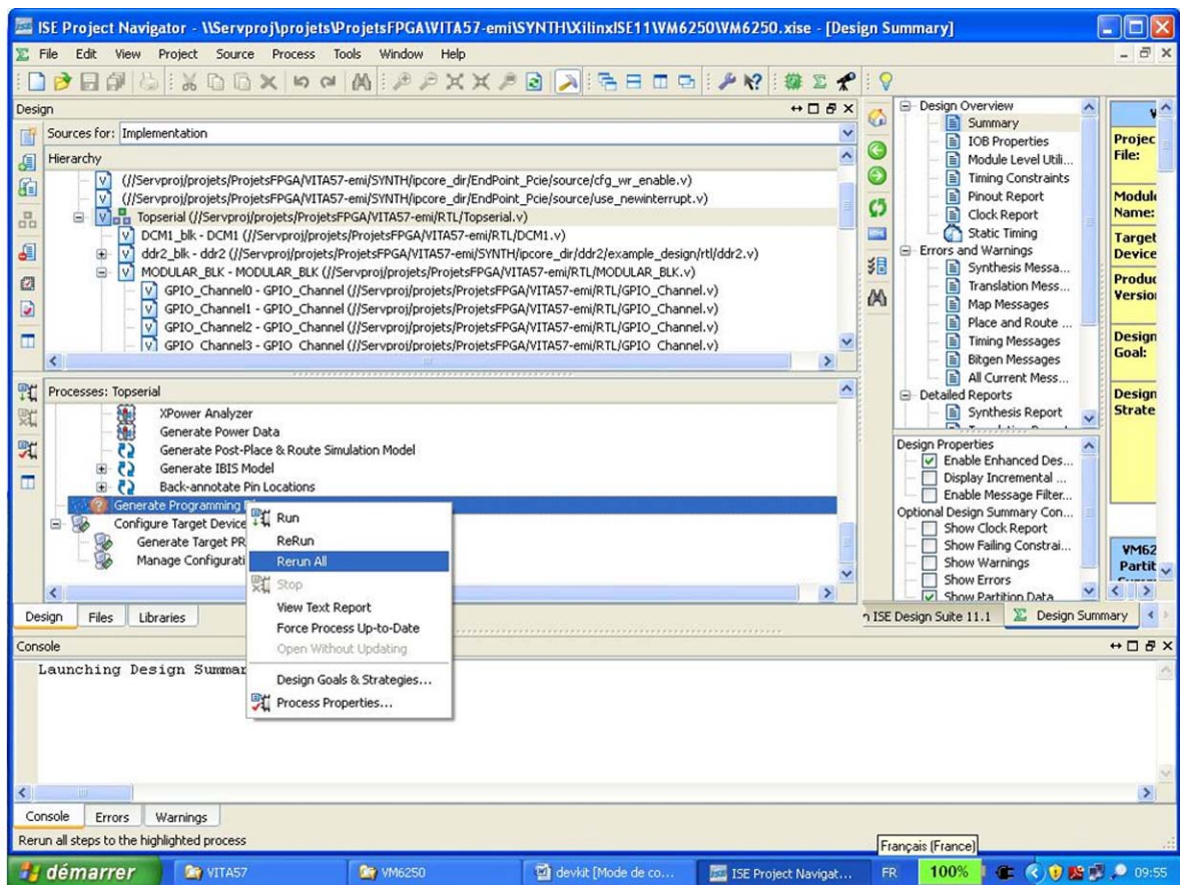 ISE Project Navigator - \\Servproj\projets\ProjetsFPGA\VITA57-emi\SYNTH\XilinxISE11\VM6250\VM6250.xise - [Design Summary]
File Edit View Project Source Process Tools Window Help
Design
Sources for: Implementation
Hierarchy
(//Servproj/projets/ProjetsFPGA/VITA57-emi/SYNTH/ipcore_dir/EndPoint_Pcie/source/cfg_wr_enable.v)
(//Servproj/projets/ProjetsFPGA/VITA57-emi/SYNTH/ipcore_dir/EndPoint_Pcie/source/use_newinterrupt.v)
Topserial (//Servproj/projets/ProjetsFPGA/VITA57-emi/RTL/Topserial.v)
DCM1_blk - DCM1 (//Servproj/projets/ProjetsFPGA/VITA57-emi/RTL/DCM1.v)
ddr2_blk - ddr2 (//Servproj/projets/ProjetsFPGA/VITA57-emi/SYNTH/ipcore_dir/ddr2/example_design/rtl/ddr2.v)
MODULAR_BLK - MODULAR_BLK (//Servproj/projets/ProjetsFPGA/VITA57-emi/RTL/MODULAR_BLK.v)
GPIO_Channel0 - GPIO_Channel (//Servproj/projets/ProjetsFPGA/VITA57-emi/RTL/GPIO_Channel.v)
GPIO_Channel1 - GPIO_Channel (//Servproj/projets/ProjetsFPGA/VITA57-emi/RTL/GPIO_Channel.v)
GPIO_Channel2 - GPIO_Channel (//Servproj/projets/ProjetsFPGA/VITA57-emi/RTL/GPIO_Channel.v)
GPIO_Channel3 - GPIO_Channel (//Servproj/projets/ProjetsFPGA/VITA57-emi/RTL/GPIO_Channel.v)
Processes: Topserial
XPower Analyzer
Generate Power Data
Generate Post-Place & Route Simulation Model
Generate IBIS Model
Back-annotate Pin Locations
Generate Programming
Configure Target Device
Generate Target PR
Manage Configurati
Run
ReRun
Rerun All
Stop
View Text Report
Force Process Up-to-Date
Open Without Updating
Design Goals & Strategies...
Process Properties...
Design Files Libraries
Design Overview
Summary
IOB Properties
Module Level Utili...
Timing Constraints
Pinout Report
Clock Report
Static Timing
Errors and Warnings
Synthesis Messa...
Translation Mess...
Map Messages
Place and Route ...
Timing Messages
Bitgen Messages
All Current Mess...
Detailed Reports
Synthesis Report
Design Properties
Enable Enhanced Des...
Display Incremental ...
Enable Message Filter...
Optional Design Summary Con...
Show Clock Report
Show Failing Constrai...
Show Warnings
Show Errors
Show Partition Data
V
Projec
File:
Modul
Name:
Target
Device
Produc
Versio
Design
Goal:
Design
Strate
VM62
Partit
n ISE Design Suite 11.1 Design Summary
Console
Launching Design Summar
Console Errors Warnings
Rerun all steps to the highlighted process
Français (France)
démarrer VITA57 VM6250 devkit [Mode de co... ISE Project Navigat... FR 100% 09:55